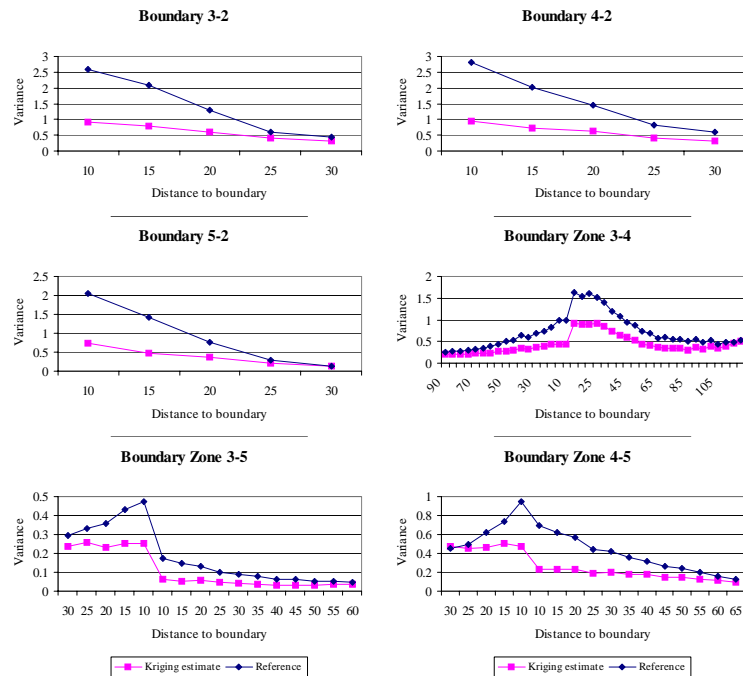 Boundary 3-2
3
2.5
2
1.5
1
0.5
0
Variance
10 15 20 25 30
Distance to boundary
Boundary 4-2
3
2.5
2
1.5
1
0.5
0
Variance
10 15 20 25 30
Distance to boundary
Boundary 5-2
2.5
2
1.5
1
0.5
0
Variance
10 15 20 25 30
Distance to boundary
Boundary Zone 3-4
2
1.5
1
0.5
0
Variance
90 70 50 30 10 25 45 65 85 105
Distance to boundary
Boundary Zone 3-5
0.5
0.4
0.3
0.2
0.1
0
Variance
30 25 20 15 10 10 15 20 25 30 35 40 45 50 55 60
Distance to boundary
Kriging estimate Reference
Boundary Zone 4-5
1
0.8
0.6
0.4
0.2
0
Variance
30 25 20 15 10 10 15 20 25 30 35 40 45 50 55 60 65
Distance to boundary
Kriging estimate Reference